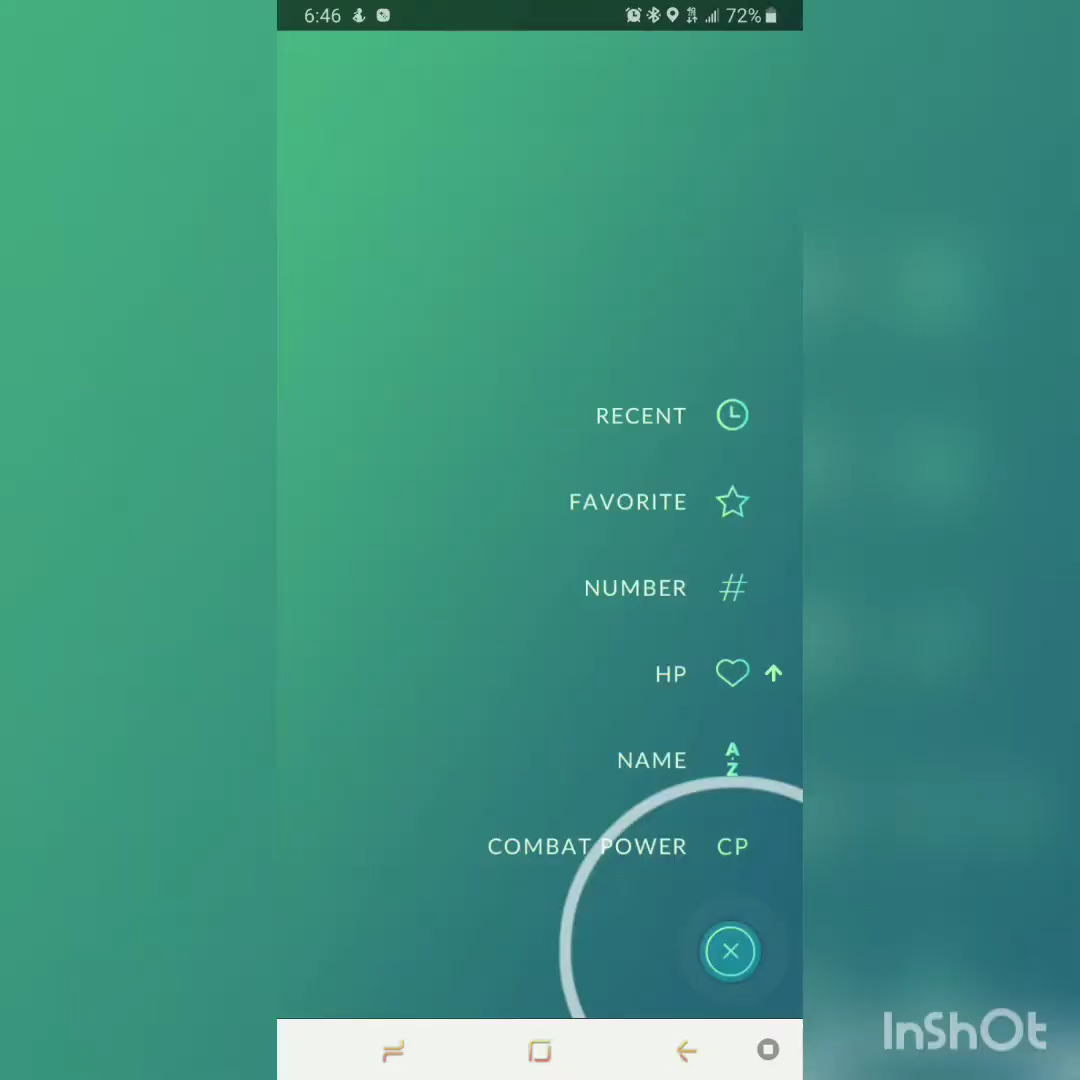 6:46 72%
RECENT
FAVORITE
NUMBER #
HP
NAME A-Z
COMBAT POWER CP
InShOt